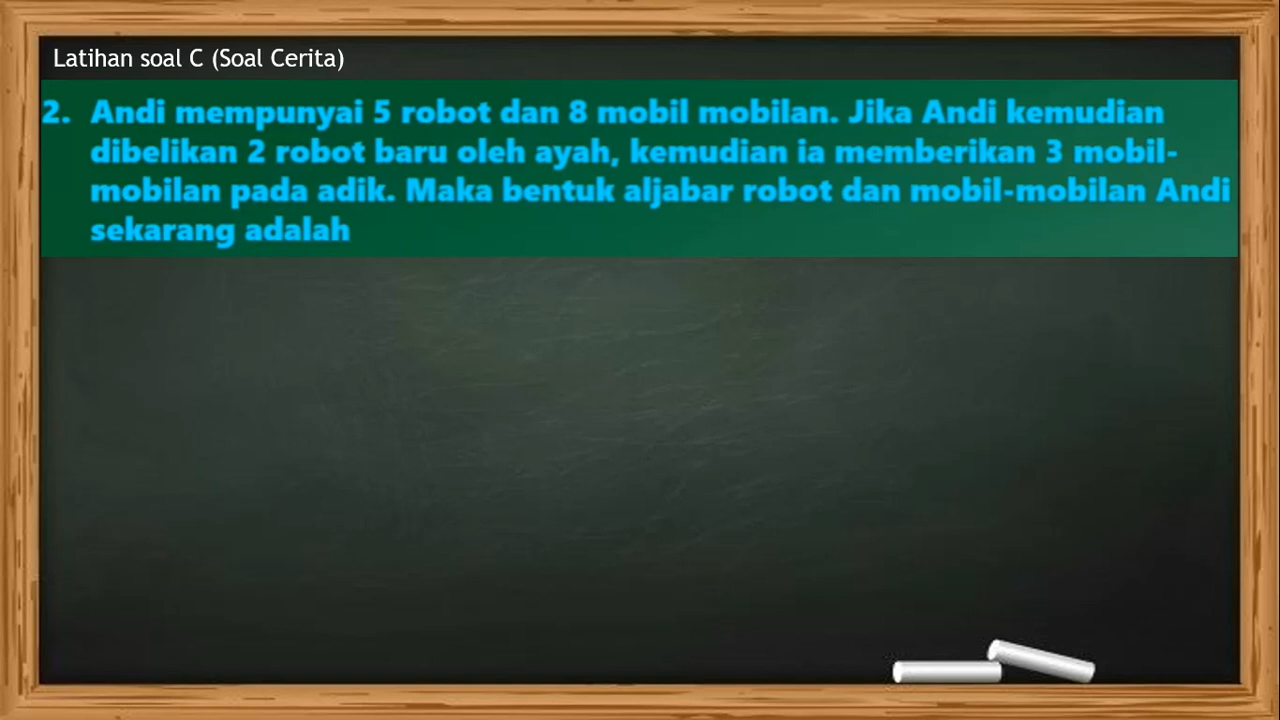 Latihan soal C (Soal Cerita)
2. Andi mempunyai 5 robot dan 8 mobil mobilan. Jika Andi kemudian
dibelikan 2 robot baru oleh ayah, kemudian ia memberikan 3 mobil-
mobilan pada adik. Maka bentuk aljabar robot dan mobil-mobilan Andi
sekarang adalah